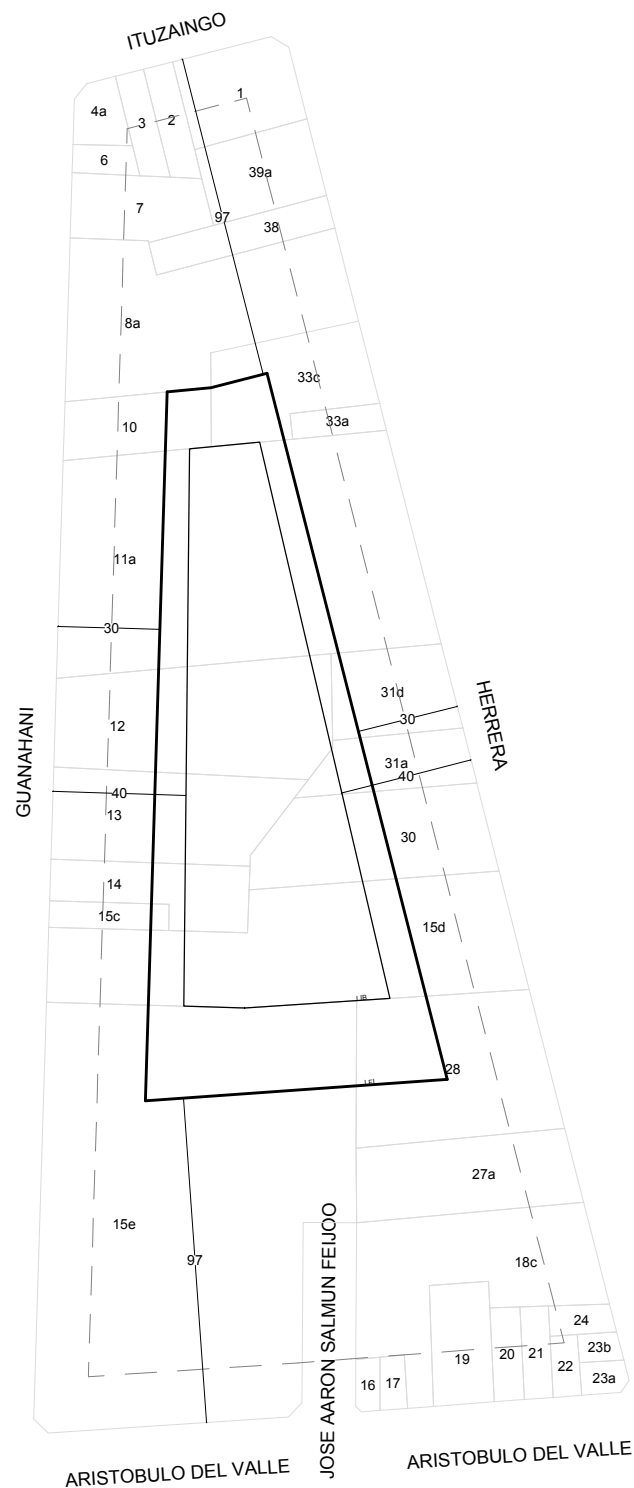 ITUZAINGO
1
4a
3
2
6
39a
7
97
38
8a
33c
33a
10
11a
30
31d
30
HERRERA
GUANAHANI
12
31a
40
40
13
30
14
15c
15d
LIB
28
LFI
27a
15e
97
18c
JOSE AARON SALMUN FEIJOO
24
23b
19
20
21
22
23a
16
17
ARISTOBULO DEL VALLE
ARISTOBULO DEL VALLE